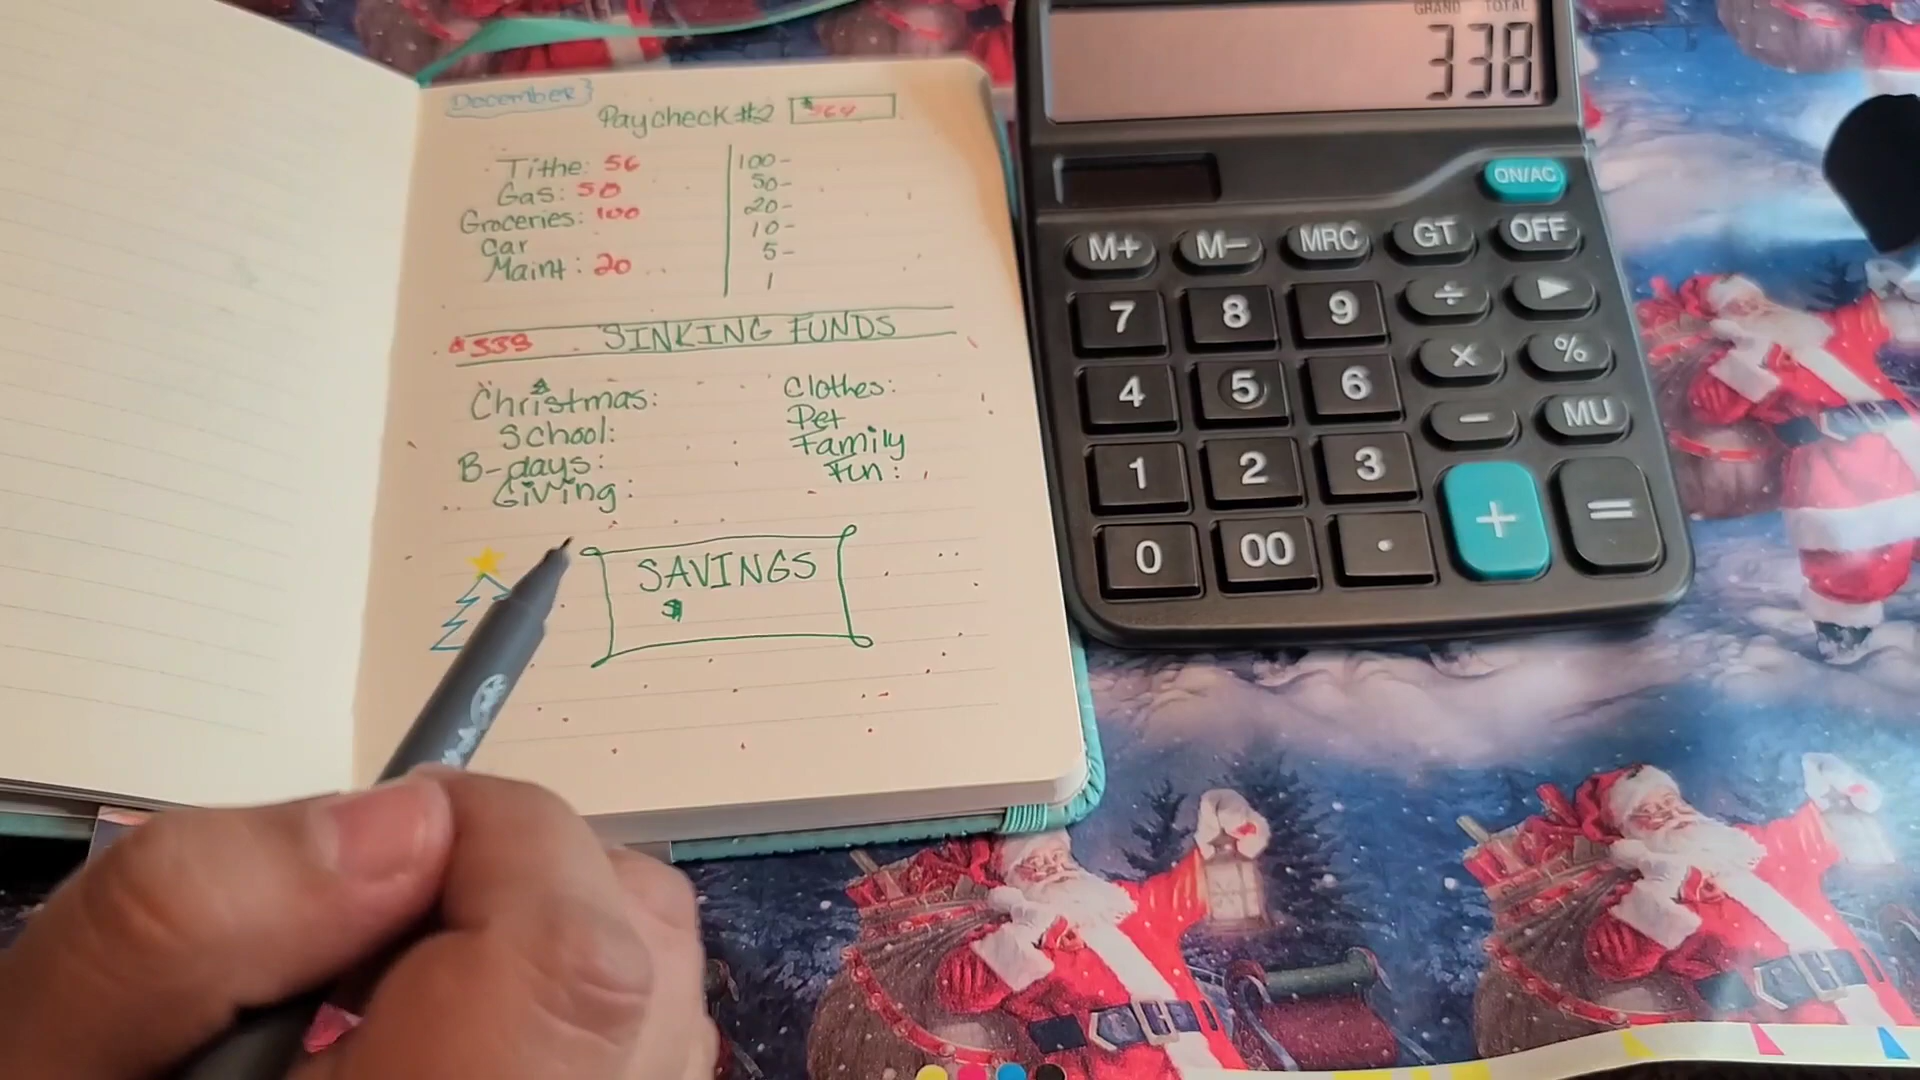 December
Paycheck #2 $564
Tithe: 56
Gas: 50
Groceries: 100
Car
Maint: 20
100-
50-
20-
10-
5-
1
$338 SINKING FUNDS
Christmas:
School:
B-days:
Giving:
Clothes:
Pet
Family
Fun:
SAVINGS
$
GRAND TOTAL
338.
ON/AC
M+ M− MRC GT OFF
7 8 9 ÷ ▶
4 5 6 × %
1 2 3 − MU
0 00 . + =